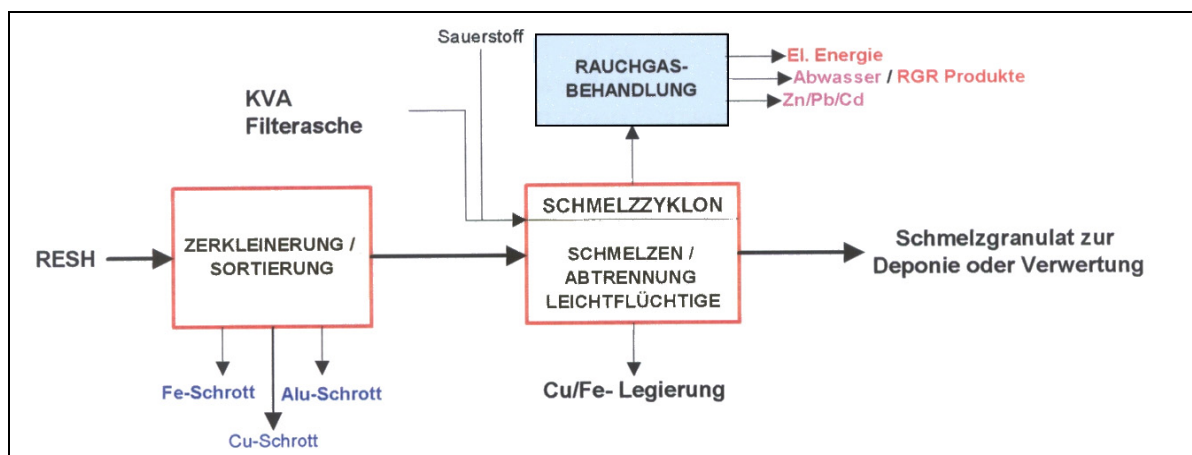 Sauerstoff
RAUCHGAS-
BEHANDLUNG
El. Energie
Abwasser / RGR Produkte
Zn/Pb/Cd
KVA
Filterasche
RESH
ZERKLEINERUNG /
SORTIERUNG
SCHMELZZYKLON
SCHMELZEN /
ABTRENNUNG
LEICHTFLÜCHTIGE
Schmelzgranulat zur
Deponie oder Verwertung
Fe-Schrott
Alu-Schrott
Cu-Schrott
Cu/Fe- Legierung